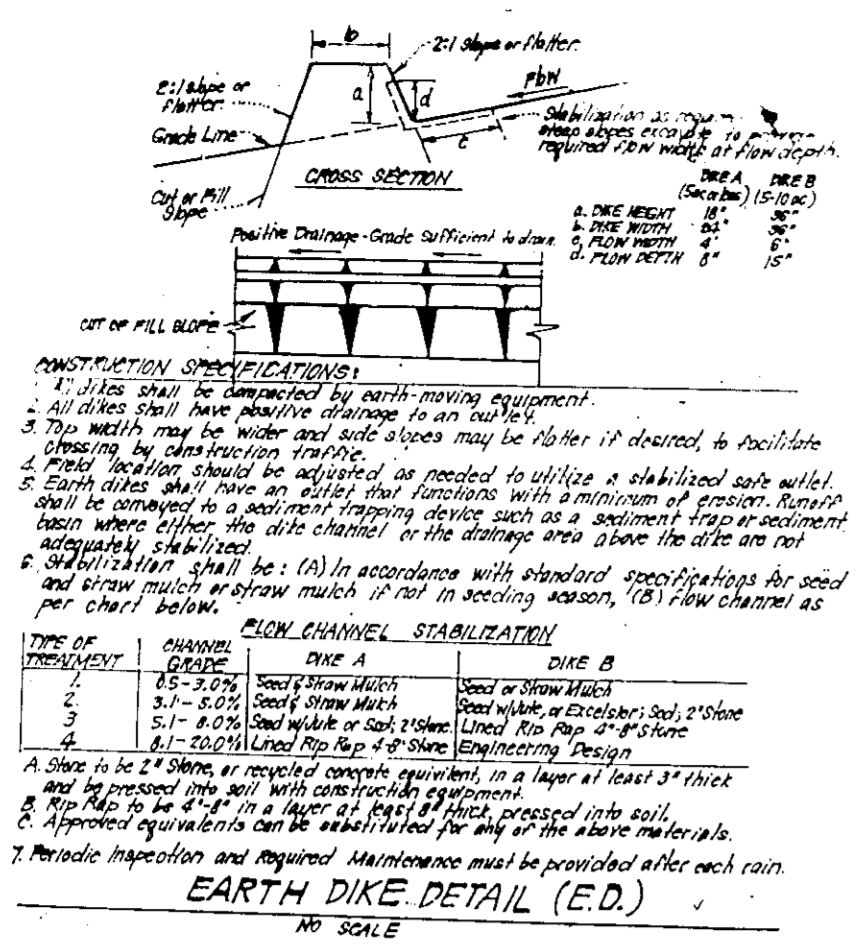 b
2:1 slope or flatter.
Flow
2:1 slope or
flatter.
a
d
Grade Line
c
Stabilization as
steep slopes excavate to
required flow width at flow depth.
CROSS SECTION
Cut or Fill
Slope
DIKE A DIKE B
(5 acres or less) (5-10 ac)
a. DIKE HEIGHT 18" 36"
b. DIKE WIDTH 24" 36"
c. FLOW WIDTH 4' 6'
d. FLOW DEPTH 8" 15"
Positive Drainage-Grade Sufficient to drain
CUT OF FILL SLOPE
CONSTRUCTION SPECIFICATIONS:
All dikes shall be compacted by earth-moving equipment.
2. All dikes shall have positive drainage to an outlet.
3. Top width may be wider and side slopes may be flatter if desired, to facilitate
crossing by construction traffic.
4. Field location should be adjusted as needed to utilize a stabilized safe outlet.
5. Earth dikes shall have an outlet that functions with a minimum of erosion. Runoff
shall be conveyed to a sediment trapping device such as a sediment trap or sediment
basin where either the dike channel or the drainage area above the dike are not
adequately stabilized.
6. Stabilization shall be: (A) In accordance with standard specifications for seed
and straw mulch or straw mulch if not in seeding season, (B) flow channel as
per chart below.
FLOW CHANNEL STABILIZATION
TYPE OF TREATMENT CHANNEL GRADE DIKE A DIKE B
1. 0.5-3.0% Seed & Straw Mulch Seed or Straw Mulch
2. 3.1-5.0% Seed & Straw Mulch Seed w/Jute, or Excelsior; Sod; 2" Stone
3 5.1-8.0% Seed w/Jute or Sod; 2" Stone Lined Rip Rap 4"-8" Stone
4. 8.1-20.0% Lined Rip Rap 4-8" Stone Engineering Design
A. Stone to be 2" Stone, or recycled concrete equivilent, in a layer at least 3" thick
and be pressed into soil with construction equipment.
B. Rip Rap to be 4"-8" in a layer at least 8" thick, pressed into soil.
C. Approved equivalents can be substituted for any of the above materials.
7. Periodic Inspection and Required Maintenance must be provided after each rain.
EARTH DIKE DETAIL (E.D.)
NO SCALE